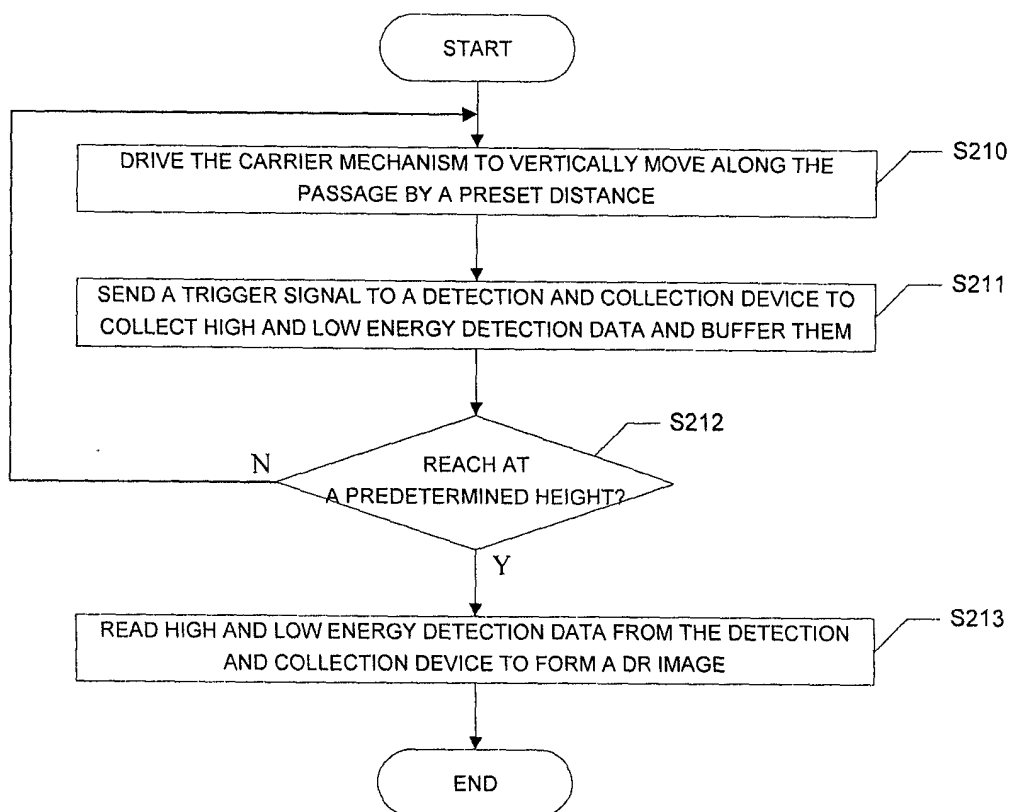 START
DRIVE THE CARRIER MECHANISM TO VERTICALLY MOVE ALONG THE
PASSAGE BY A PRESET DISTANCE
S210
SEND A TRIGGER SIGNAL TO A DETECTION AND COLLECTION DEVICE TO
COLLECT HIGH AND LOW ENERGY DETECTION DATA AND BUFFER THEM
S211
S212
N
REACH AT
A PREDETERMINED HEIGHT?
Y
READ HIGH AND LOW ENERGY DETECTION DATA FROM THE DETECTION
AND COLLECTION DEVICE TO FORM A DR IMAGE
S213
END